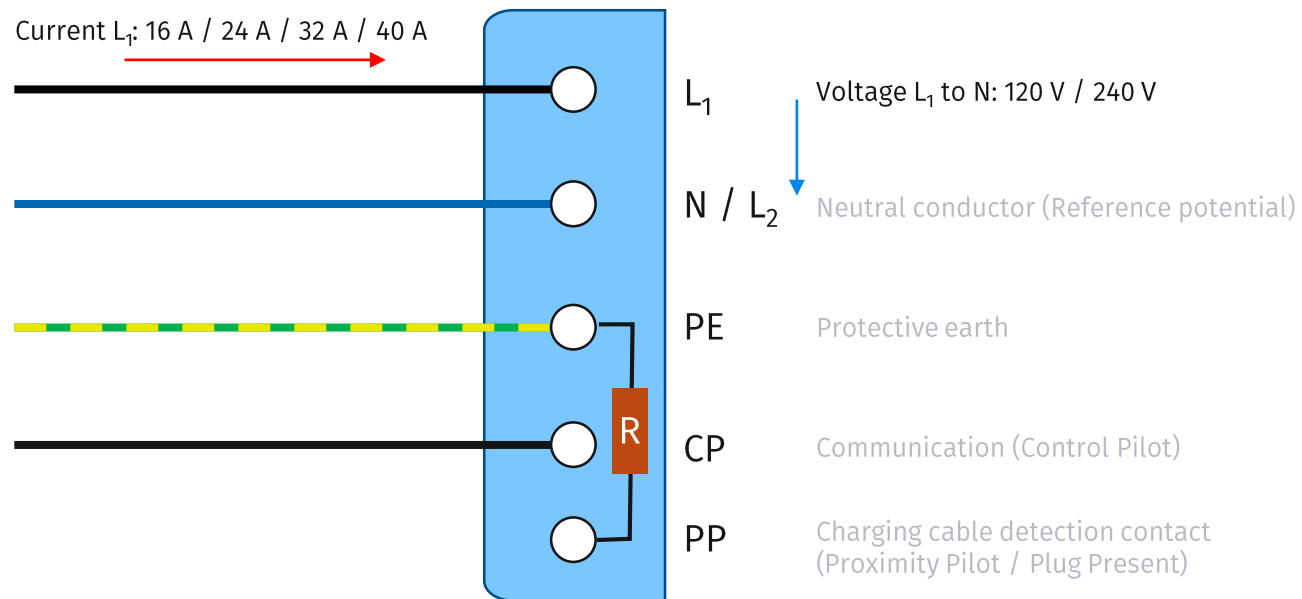 Current L₁: 16 A / 24 A / 32 A / 40 A
L₁
Voltage L₁ to N: 120 V / 240 V
N / L₂
Neutral conductor (Reference potential)
PE
Protective earth
R
CP
Communication (Control Pilot)
PP
Charging cable detection contact
(Proximity Pilot / Plug Present)